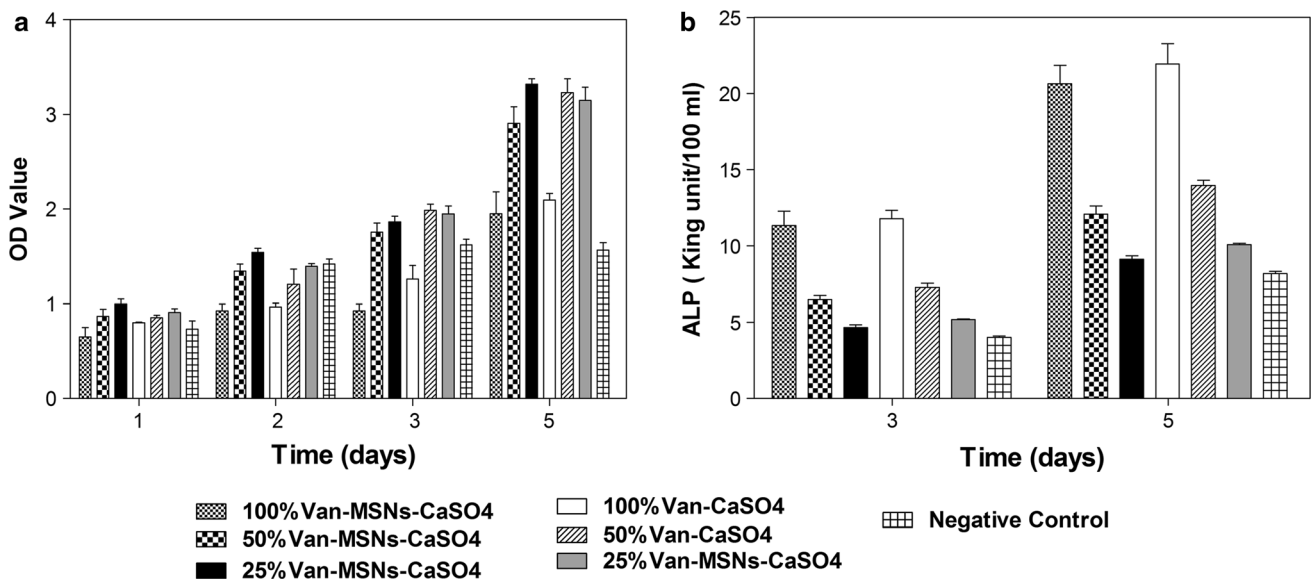 a
4
3
2
1
0
OD Value
1 2 3 5
Time (days)
b
25
20
15
10
5
0
ALP ( King unit/100 ml)
3 5
Time (days)
100%Van-MSNs-CaSO4
50%Van-MSNs-CaSO4
25%Van-MSNs-CaSO4
100%Van-CaSO4
50%Van-CaSO4
25%Van-MSNs-CaSO4
Negative Control